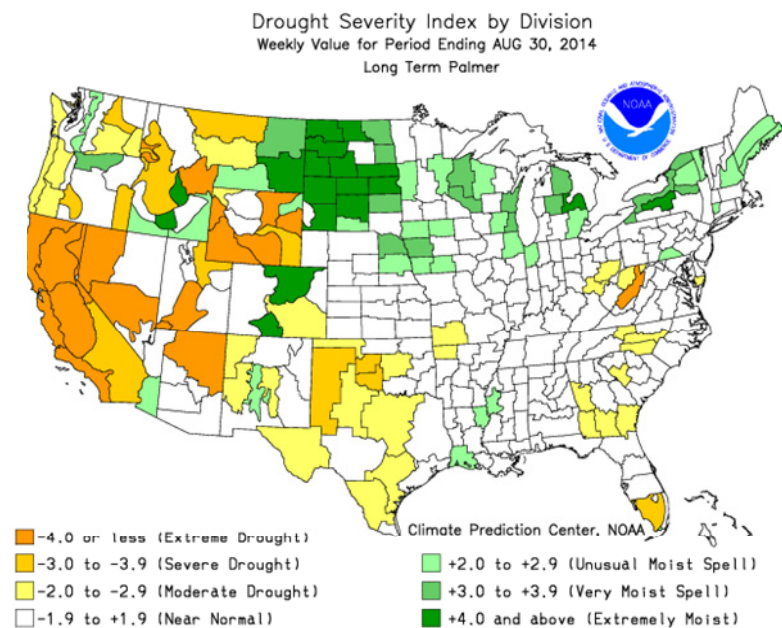 Drought Severity Index by Division
Weekly Value for Period Ending AUG 30, 2014
Long Term Palmer
NOAA
Climate Prediction Center, NOAA
-4.0 or less (Extreme Drought)
-3.0 to -3.9 (Severe Drought)
-2.0 to -2.9 (Moderate Drought)
-1.9 to +1.9 (Near Normal)
+2.0 to +2.9 (Unusual Moist Spell)
+3.0 to +3.9 (Very Moist Spell)
+4.0 and above (Extremely Moist)